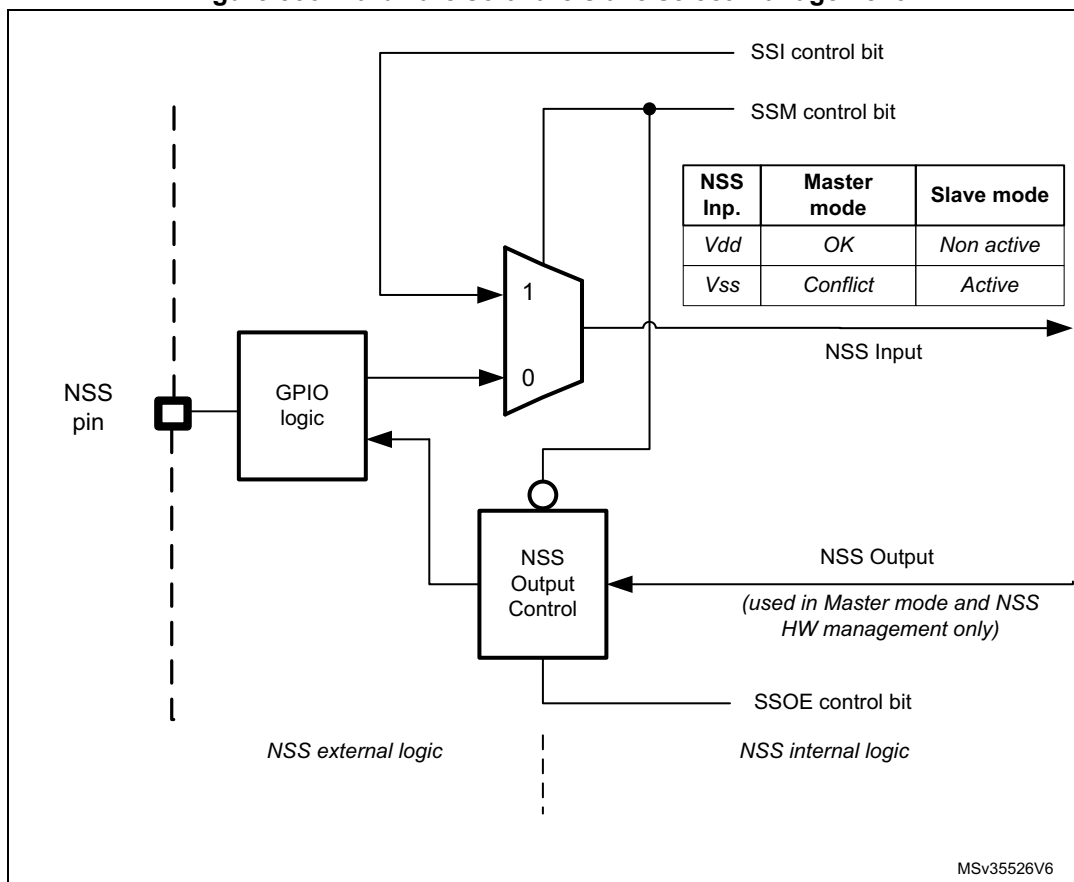 SSI control bit
SSM control bit
NSS Inp. Master mode Slave mode
Vdd OK Non active
Vss Conflict Active
1
NSS Input
0
NSS pin
GPIO logic
NSS Output Control
NSS Output
(used in Master mode and NSS
HW management only)
SSOE control bit
NSS external logic
NSS internal logic
MSv35526V6